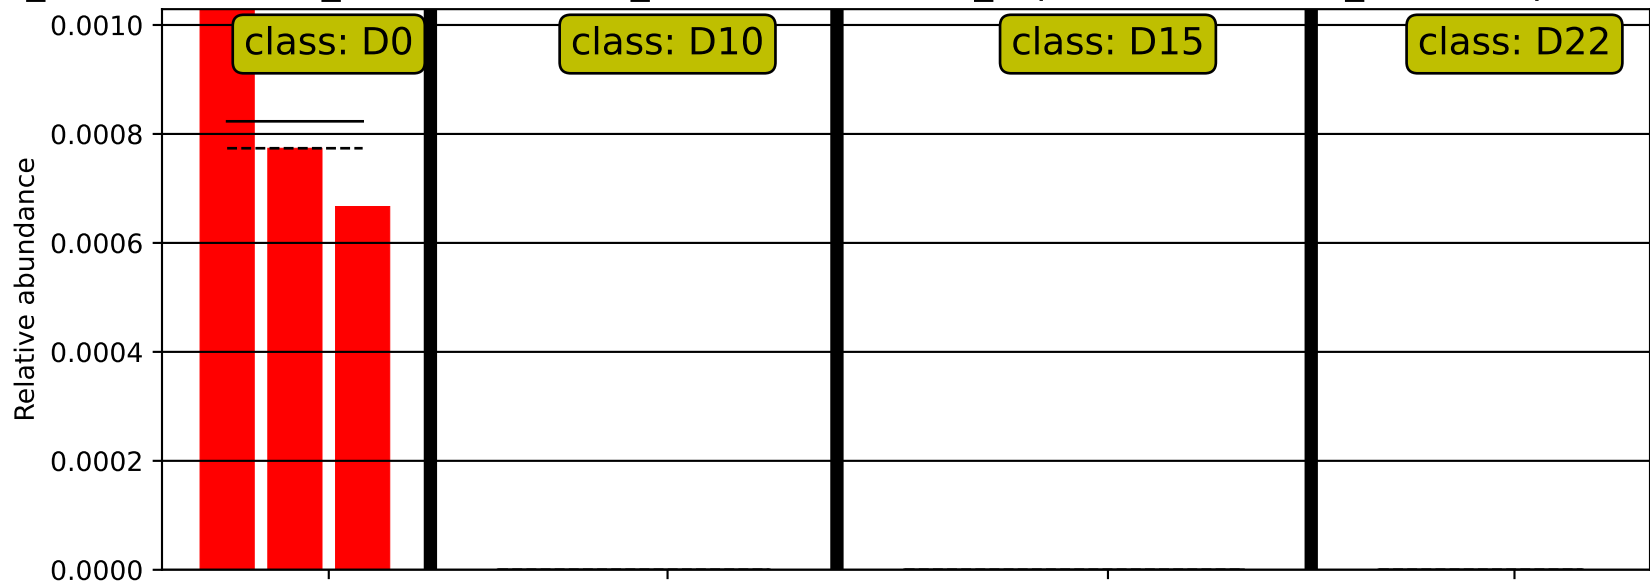 0.0010
class: D0
class: D10
class: D15
class: D22
0.0008
0.0006
0.0004
0.0002
0.0000
Relative abundance